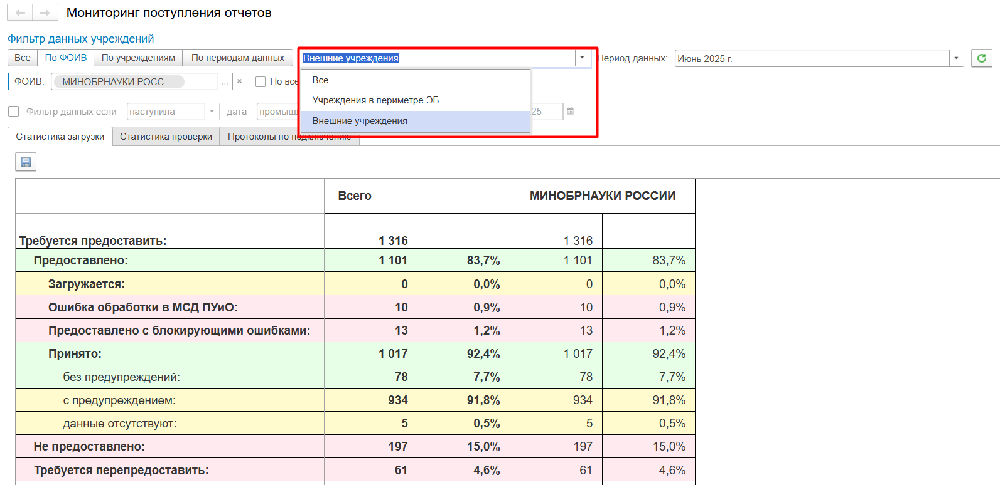 Мониторинг поступления отчетов
Фильтр данных учреждений
Все По ФОИВ По учреждениям По периодам данных Внешние учреждения Период данных: Июнь 2025 г.
ФОИВ: МИНОБРНАУКИ РОСС... ... × По все
Все
Учреждения в периметре ЭБ
Внешние учреждения
Фильтр данных если наступила дата промыш 25
Статистика загрузки Статистика проверки Протоколы по подключению
Всего МИНОБРНАУКИ РОССИИ
Требуется предоставить: 1 316 1 316
Предоставлено: 1 101 83,7% 1 101 83,7%
Загружается: 0 0,0% 0 0,0%
Ошибка обработки в МСД ПУиО: 10 0,9% 10 0,9%
Предоставлено с блокирующими ошибками: 13 1,2% 13 1,2%
Принято: 1 017 92,4% 1 017 92,4%
без предупреждений: 78 7,7% 78 7,7%
с предупреждением: 934 91,8% 934 91,8%
данные отсутствуют: 5 0,5% 5 0,5%
Не предоставлено: 197 15,0% 197 15,0%
Требуется перепредоставить: 61 4,6% 61 4,6%